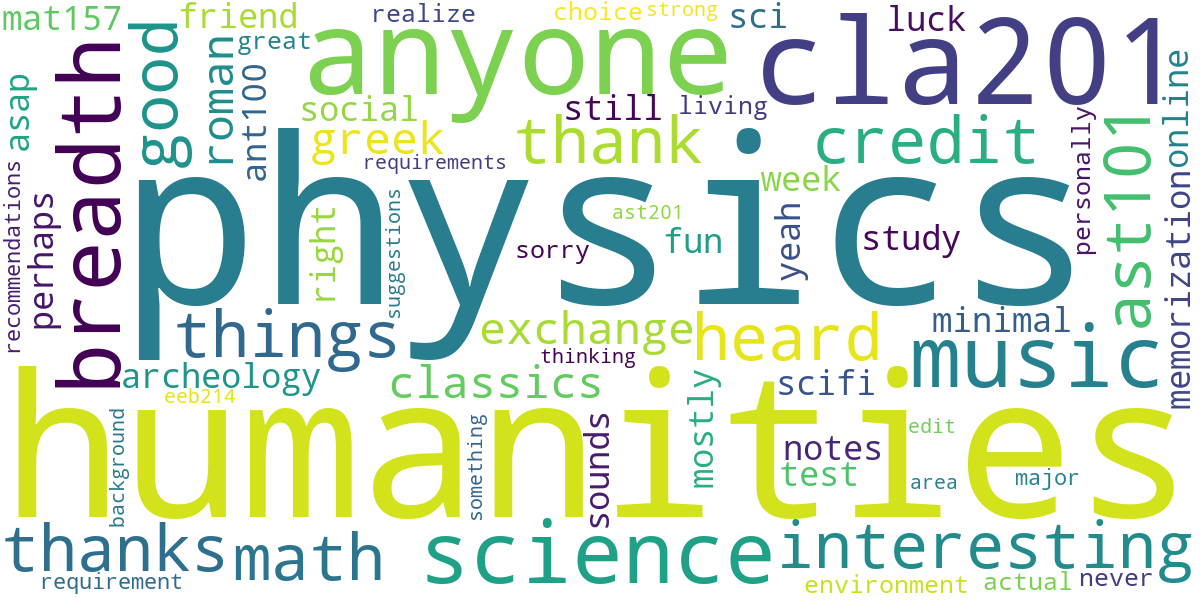 mat157
friend
realize
choice
strong
sci
luck
great
anyone
cla201
asap
breadth
good
roman
ant100
social
still
living
greek
requirements
thank
credit
personally
memorizationonline
ast101
physics
week
ast201
recommendations
perhaps
right
suggestions
sorry
fun
yeah
study
things
exchange
thinking
heard
minimal
music
archeology
eeb214
classics
mostly
scifi
humanities
background
something
sounds
notes
test
edit
area
major
thanks
math
science
interesting
requirement
environment
actual
never